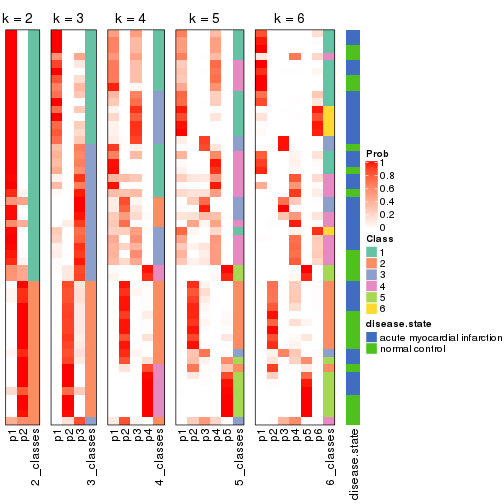 k = 2 k = 3 k = 4 k = 5 k = 6
Prob
1
0.8
0.6
0.4
0.2
0
Class
1
2
3
4
5
6
disease.state
acute myocardial infarction
normal control
p1 p2 2_classes p1 p2 p3 3_classes p1 p2 p3 p4 4_classes p1 p2 p3 p4 p5 5_classes p1 p2 p3 p4 p5 p6 6_classes disease.state